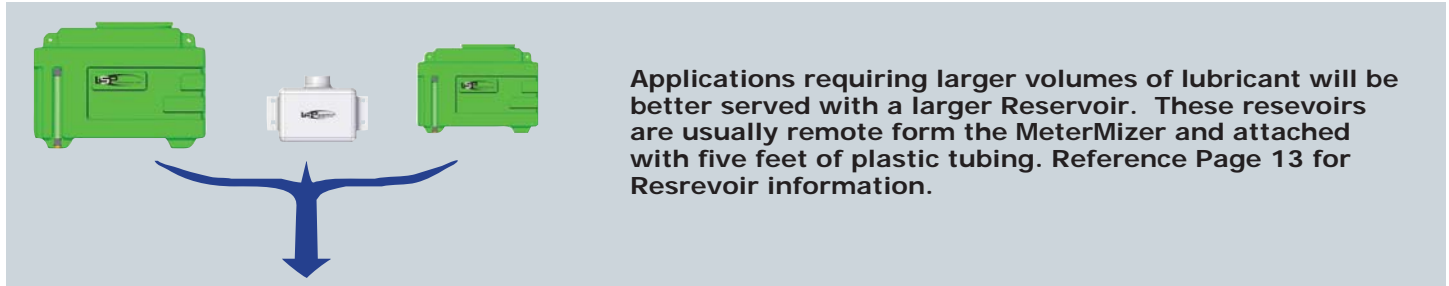 Applications requiring larger volumes of lubricant will be
better served with a larger Reservoir. These resevoirs
are usually remote form the MeterMizer and attached
with five feet of plastic tubing. Reference Page 13 for
Resrevoir information.